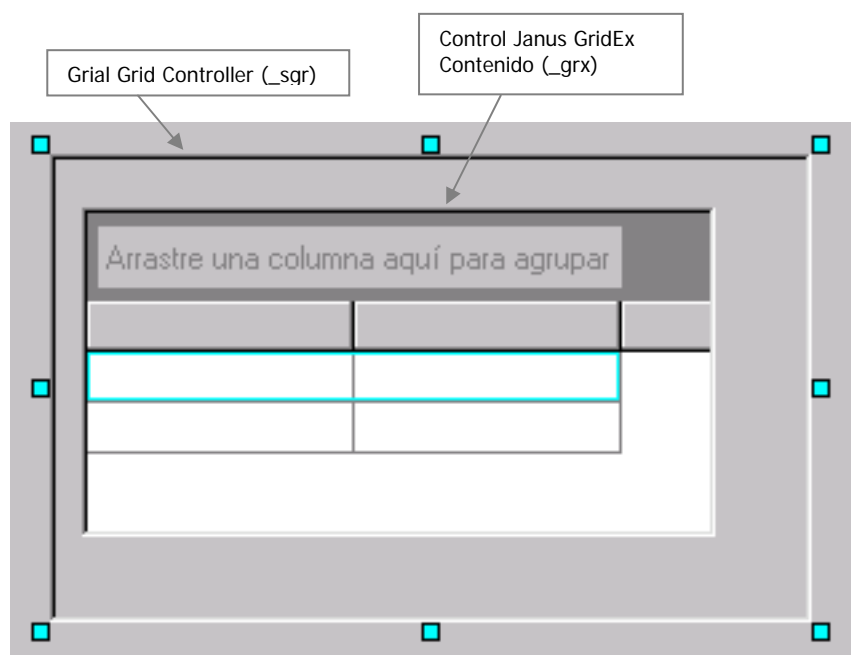 Control Janus GridEx
Contenido (_grx)
Grial Grid Controller (_sgr)
Arrastre una columna aquí para agrupar